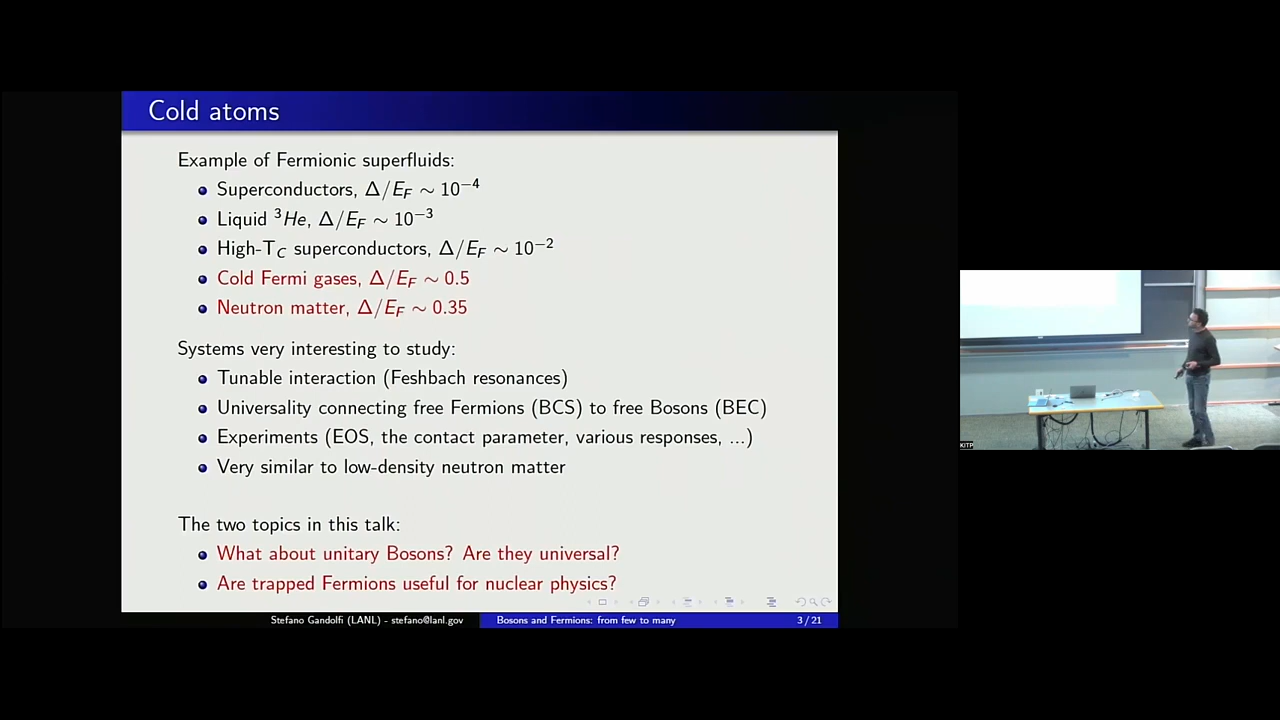 Cold atoms
Example of Fermionic superfluids:
Superconductors, Δ/E_F ∼ 10⁻⁴
Liquid ³He, Δ/E_F ∼ 10⁻³
High-T_C superconductors, Δ/E_F ∼ 10⁻²
Cold Fermi gases, Δ/E_F ∼ 0.5
Neutron matter, Δ/E_F ∼ 0.35
Systems very interesting to study:
Tunable interaction (Feshbach resonances)
Universality connecting free Fermions (BCS) to free Bosons (BEC)
Experiments (EOS, the contact parameter, various responses, ...)
Very similar to low-density neutron matter
The two topics in this talk:
What about unitary Bosons? Are they universal?
Are trapped Fermions useful for nuclear physics?
Stefano Gandolfi (LANL) - stefano@lanl.gov
Bosons and Fermions: from few to many
3 / 21
KITP